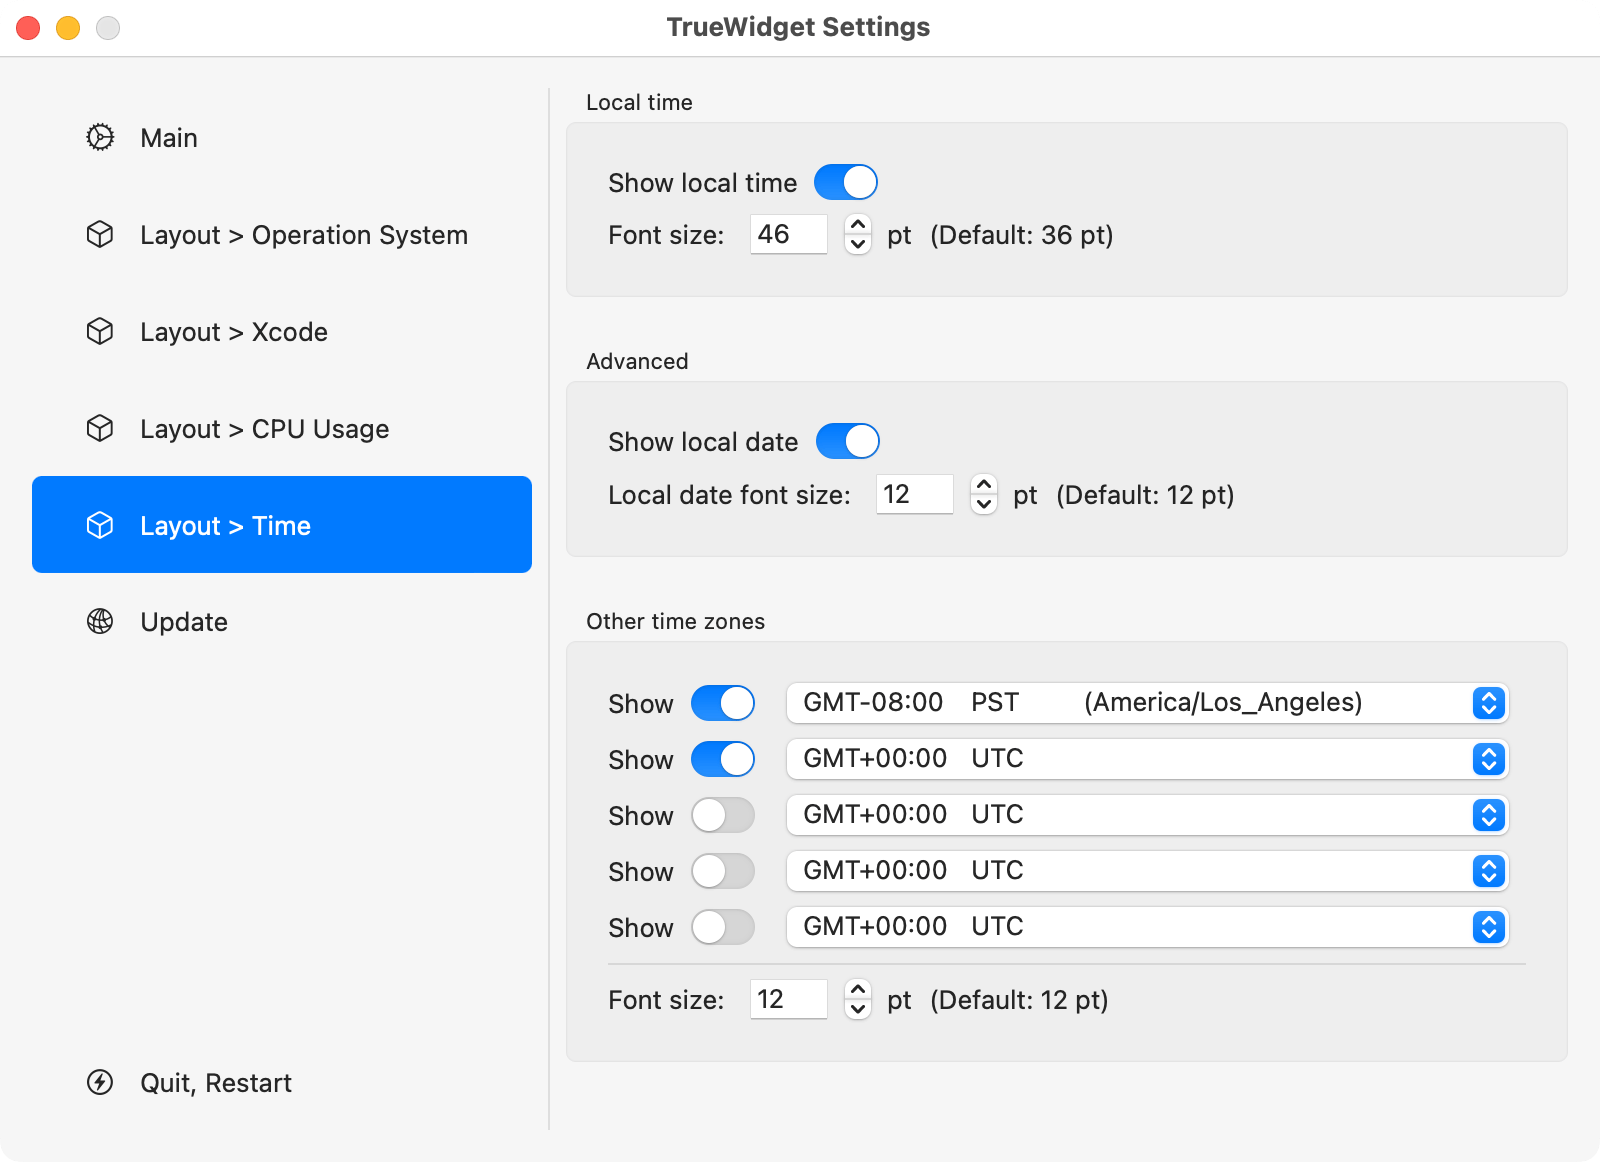 TrueWidget Settings
Main
Layout > Operation System
Layout > Xcode
Layout > CPU Usage
Layout > Time
Update
Quit, Restart
Local time
Show local time
Font size: 46 pt (Default: 36 pt)
Advanced
Show local date
Local date font size: 12 pt (Default: 12 pt)
Other time zones
Show GMT-08:00 PST (America/Los_Angeles)
Show GMT+00:00 UTC
Show GMT+00:00 UTC
Show GMT+00:00 UTC
Show GMT+00:00 UTC
Font size: 12 pt (Default: 12 pt)